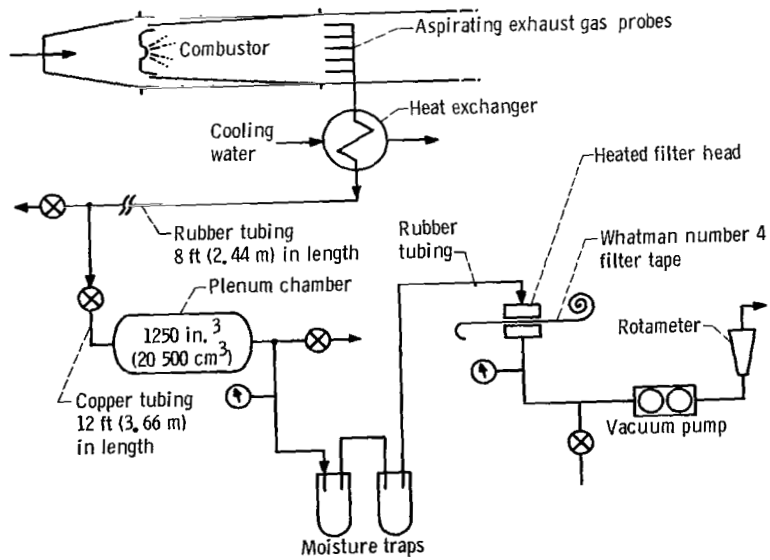 Combustor
Aspirating exhaust gas probes
Heat exchanger
Cooling
water
Rubber tubing
8 ft (2.44 m) in length
Plenum chamber
1250 in.³
(20 500 cm³)
Copper tubing
12 ft (3.66 m)
in length
Moisture traps
Rubber
tubing
Heated filter head
Whatman number 4
filter tape
Rotameter
Vacuum pump